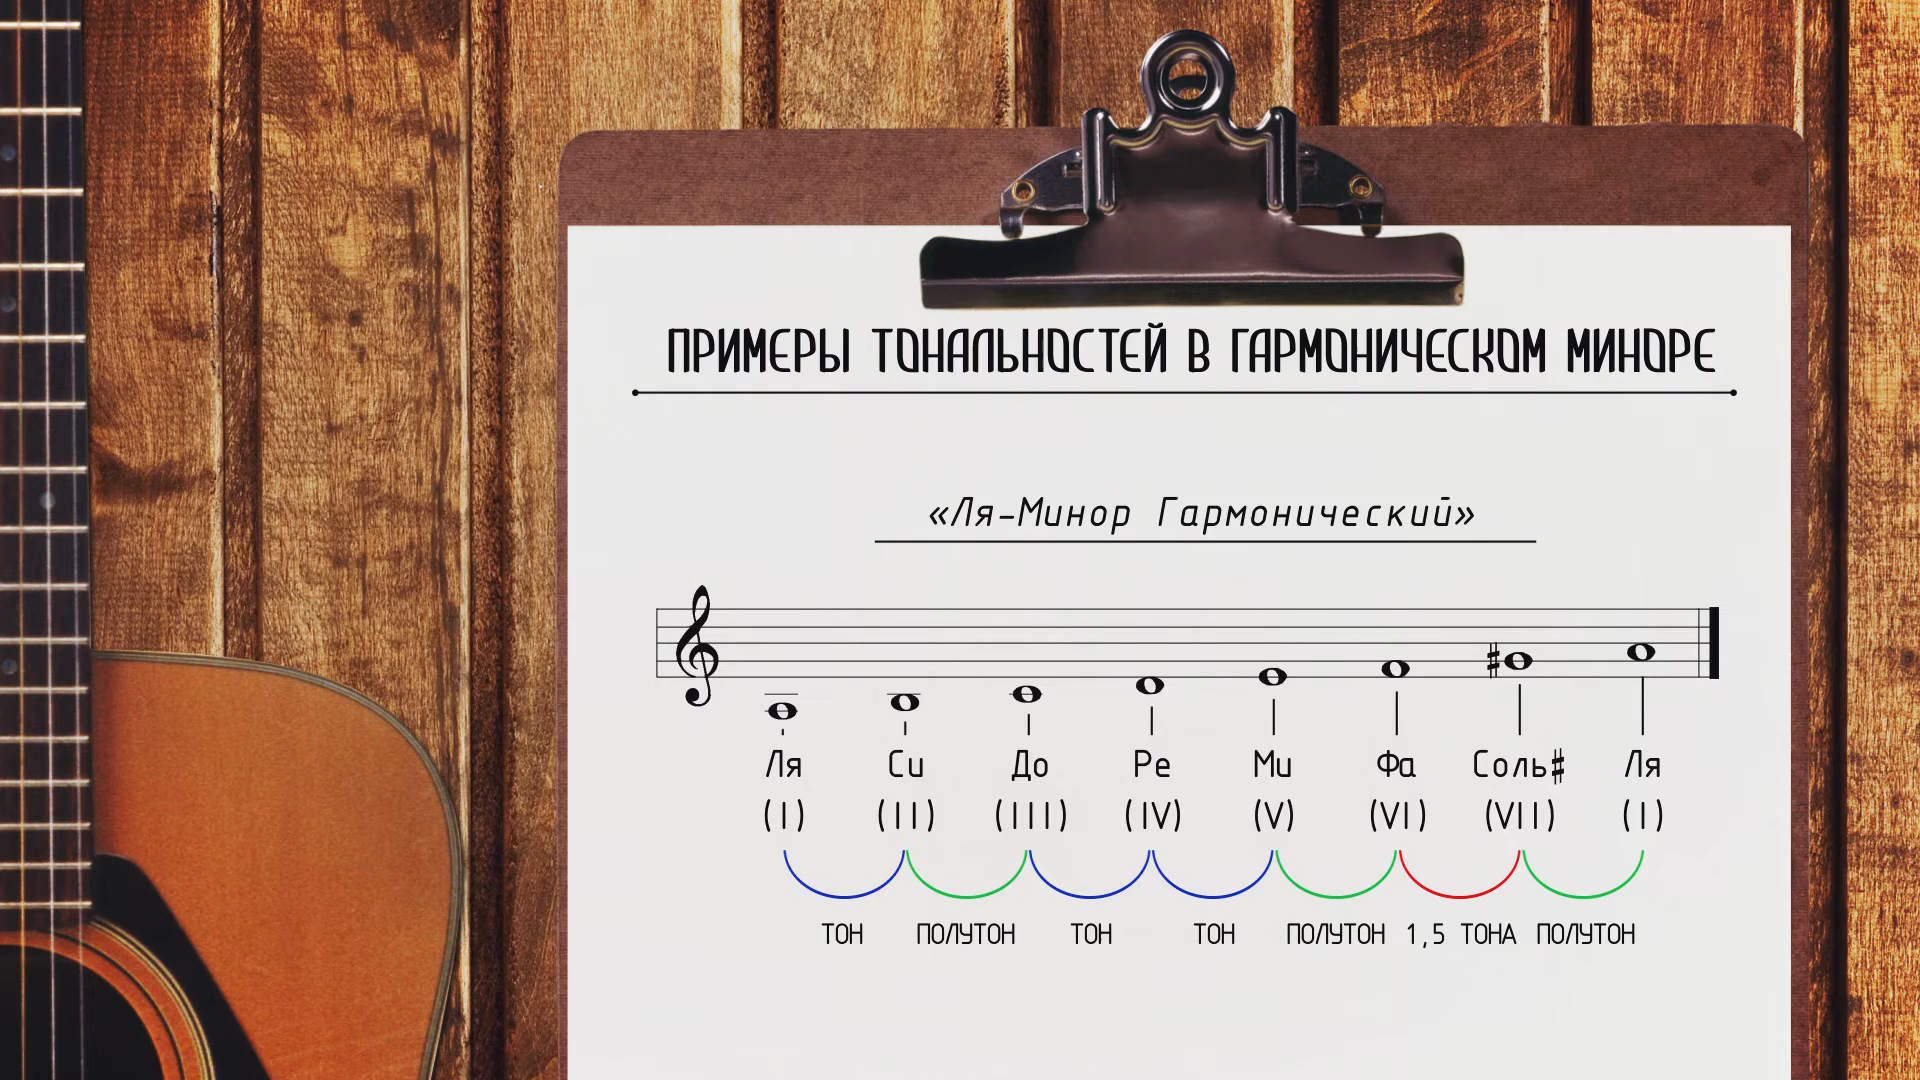 ПРИМЕРЫ ТОНАЛЬНОСТЕЙ В ГАРМОНИЧЕСКОМ МИНОРЕ
«Ля-Минор Гармонический»
Ля Си До Ре Ми Фа Соль♯ Ля
(I) (II) (III) (IV) (V) (VI) (VII) (I)
ТОН ПОЛУТОН ТОН ТОН ПОЛУТОН 1,5 ТОНА ПОЛУТОН